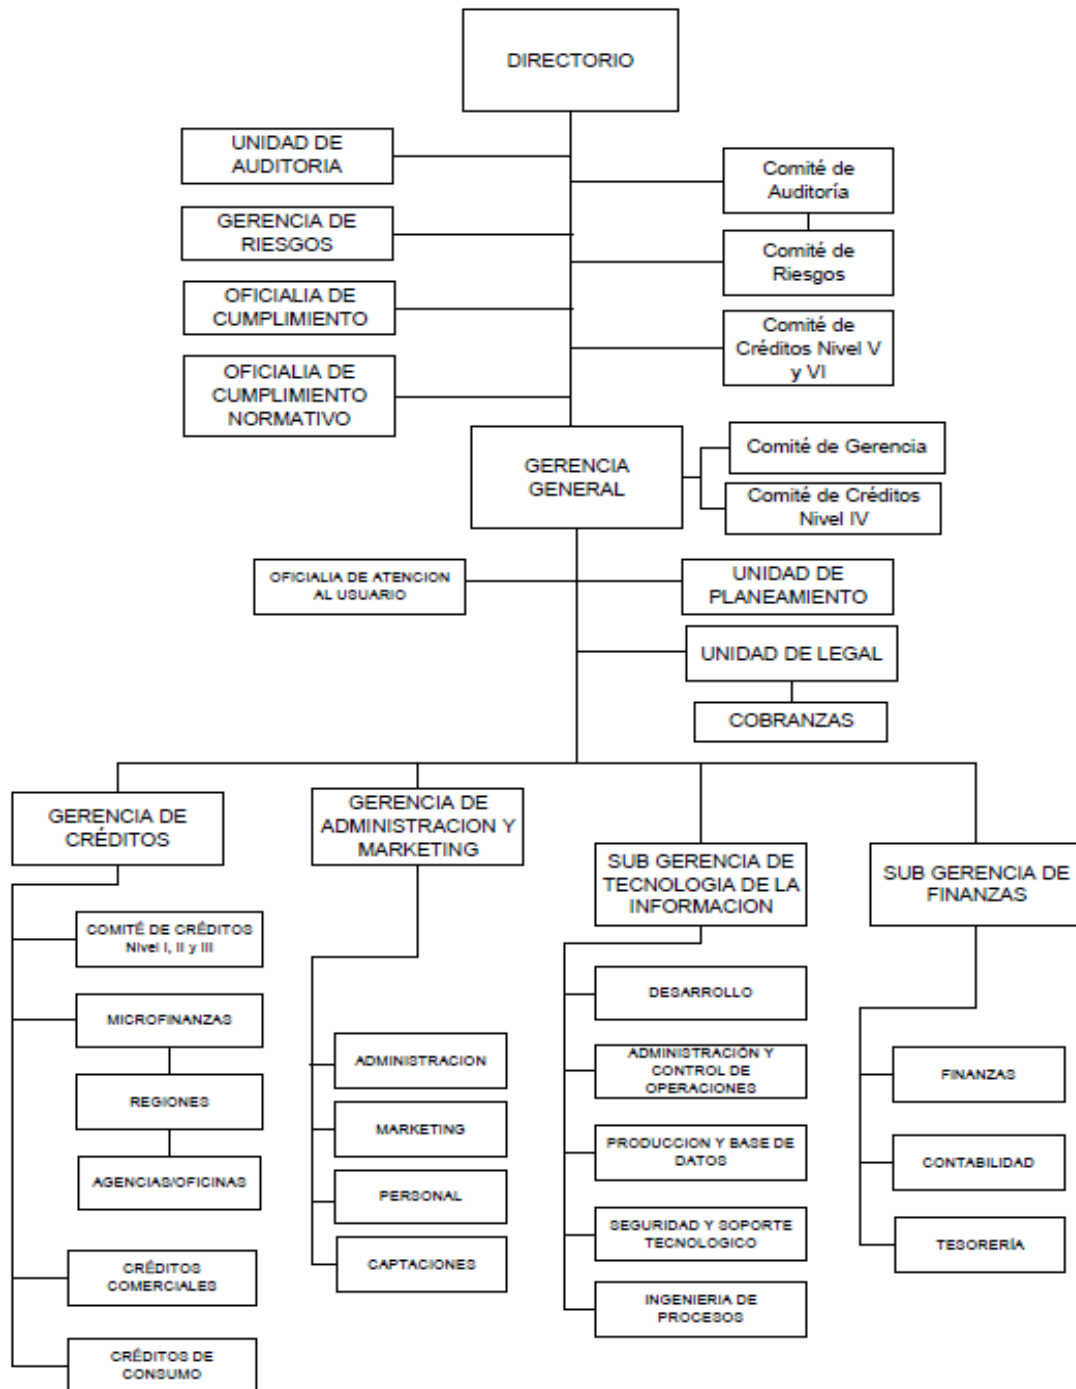 DIRECTORIO
UNIDAD DE
AUDITORIA
Comité de
Auditoría
GERENCIA DE
RIESGOS
Comité de
Riesgos
OFICIALIA DE
CUMPLIMIENTO
Comité de
Créditos Nivel V
y VI
OFICIALIA DE
CUMPLIMIENTO
NORMATIVO
GERENCIA
GENERAL
Comité de Gerencia
Comité de Créditos
Nivel IV
OFICIALIA DE ATENCION
AL USUARIO
UNIDAD DE
PLANEAMIENTO
UNIDAD DE LEGAL
COBRANZAS
GERENCIA DE
CRÉDITOS
GERENCIA DE
ADMINISTRACION Y
MARKETING
SUB GERENCIA DE
TECNOLOGIA DE LA
INFORMACION
SUB GERENCIA DE
FINANZAS
COMITÉ DE CRÉDITOS
Nivel I, II y III
MICROFINANZAS
REGIONES
AGENCIAS/OFICINAS
CRÉDITOS
COMERCIALES
CRÉDITOS DE
CONSUMO
ADMINISTRACION
MARKETING
PERSONAL
CAPTACIONES
DESARROLLO
ADMINISTRACIÓN Y
CONTROL DE
OPERACIONES
PRODUCCION Y BASE DE
DATOS
SEGURIDAD Y SOPORTE
TECNOLOGICO
INGENIERIA DE
PROCESOS
FINANZAS
CONTABILIDAD
TESORERÍA